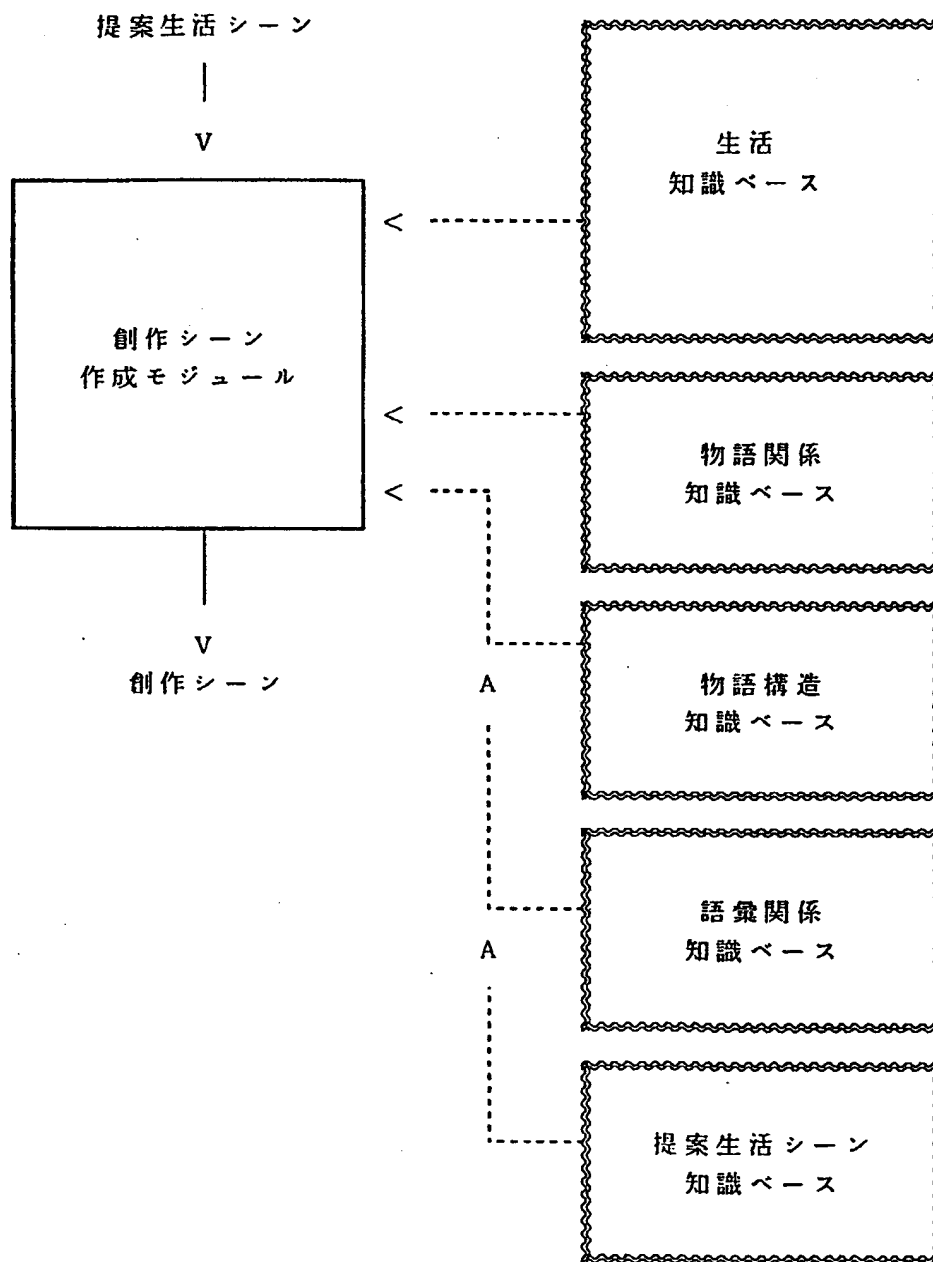 提案生活シーン
創作シーン
作成モジュール
創作シーン
生活
知識ベース
物語関係
知識ベース
物語構造
知識ベース
語彙関係
知識ベース
提案生活シーン
知識ベース